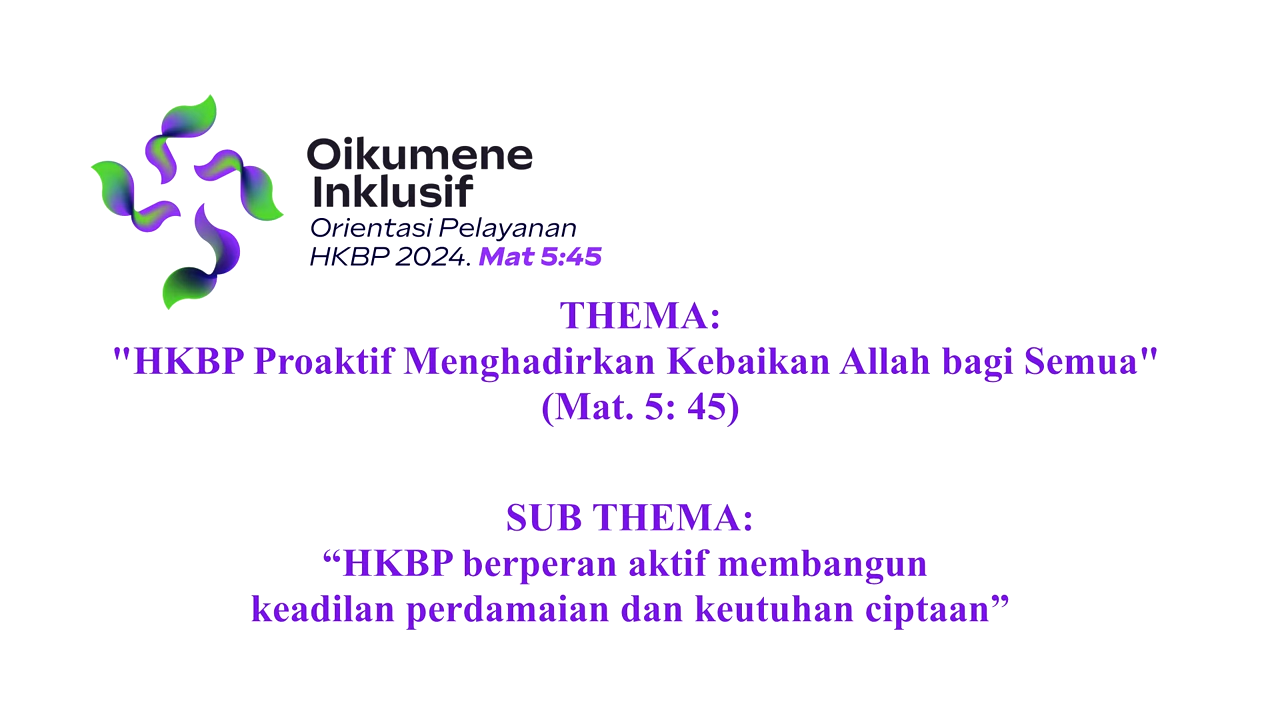 Oikumene
Inklusif
Orientasi Pelayanan
HKBP 2024. Mat 5:45
THEMA:
"HKBP Proaktif Menghadirkan Kebaikan Allah bagi Semua"
(Mat. 5: 45)
SUB THEMA:
“HKBP berperan aktif membangun
keadilan perdamaian dan keutuhan ciptaan”